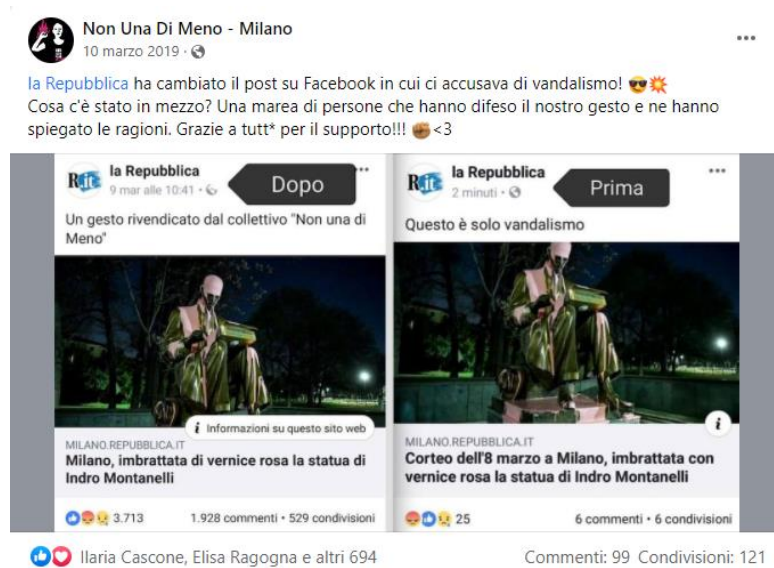 Non Una Di Meno - Milano
10 marzo 2019 ·
la Repubblica ha cambiato il post su Facebook in cui ci accusava di vandalismo! 😎💥
Cosa c'è stato in mezzo? Una marea di persone che hanno difeso il nostro gesto e ne hanno
spiegato le ragioni. Grazie a tutt* per il supporto!!! ✊🏾<3
R.it
la Repubblica
9 mar alle 10:41 ·
Dopo
Un gesto rivendicato dal collettivo "Non una di
Meno"
i Informazioni su questo sito web
MILANO.REPUBBLICA.IT
Milano, imbrattata di vernice rosa la statua di
Indro Montanelli
3.713 1.928 commenti • 529 condivisioni
R.it
la Repubblica
2 minuti ·
Prima
Questo è solo vandalismo
i
MILANO.REPUBBLICA.IT
Corteo dell'8 marzo a Milano, imbrattata con
vernice rosa la statua di Indro Montanelli
25 6 commenti • 6 condivisioni
Ilaria Cascone, Elisa Ragogna e altri 694 Commenti: 99 Condivisioni: 121